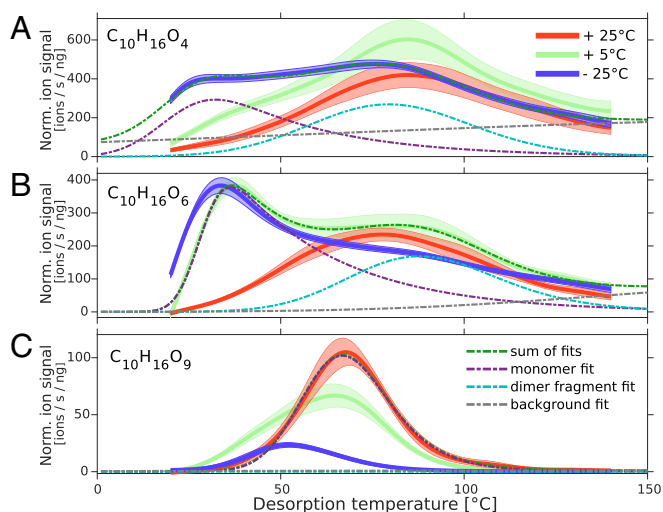 A
C10H16O4
+ 25°C
+ 5°C
- 25°C
Norm. ion signal
[ions / s / ng]
600
400
200
0
B
C10H16O6
Norm. ion signal
[ions / s / ng]
400
300
200
100
0
C
C10H16O9
sum of fits
monomer fit
dimer fragment fit
background fit
Norm. ion signal
[ions / s / ng]
100
50
0
0
50
100
150
Desorption temperature [°C]